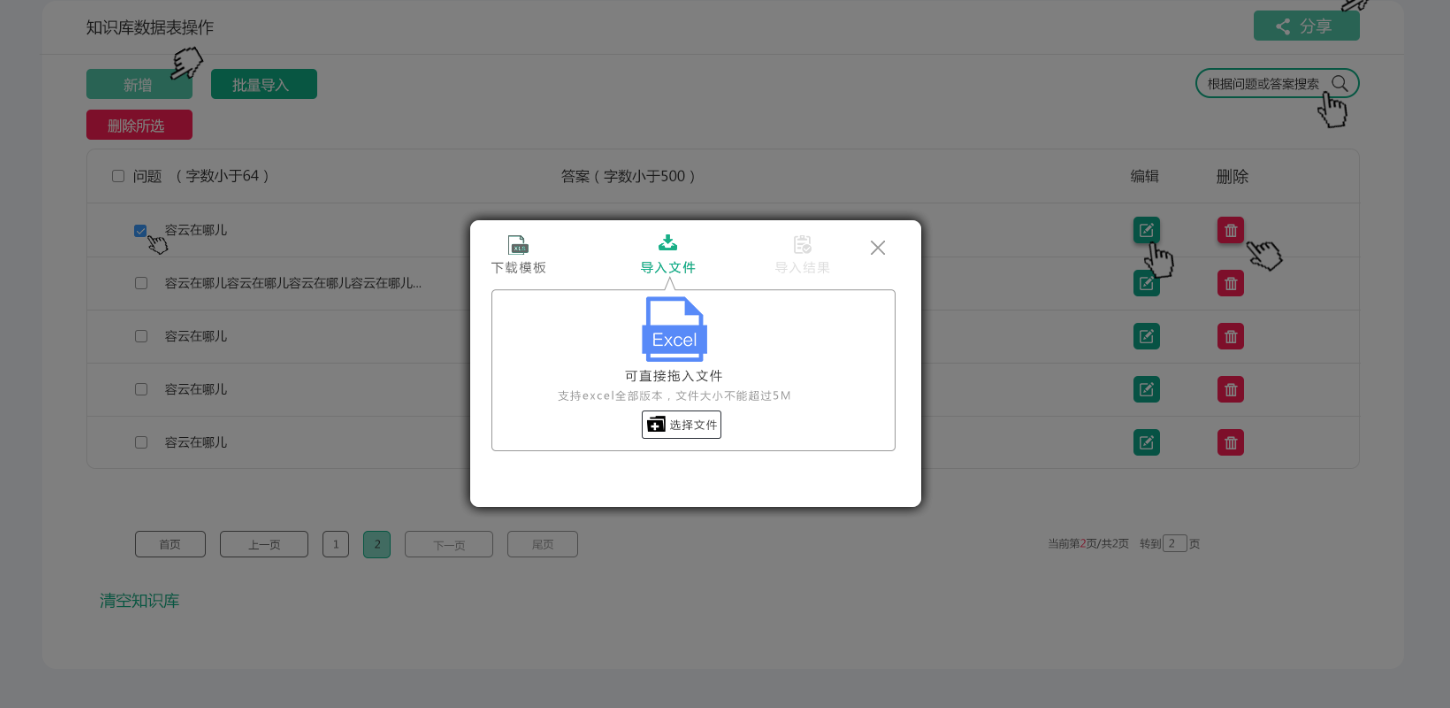 知识库数据表操作
分享
新增
批量导入
根据问题或答案搜索
删除所选
问题 （字数小于64）
答案（字数小于500）
编辑
删除
容云在哪儿
容云在哪儿容云在哪儿容云在哪儿容云在哪儿...
容云在哪儿
容云在哪儿
容云在哪儿
xls
下载模板
导入文件
导入结果
Excel
可直接拖入文件
支持excel全部版本，文件大小不能超过5M
选择文件
首页
上一页
1
2
下一页
尾页
当前第2页/共2页 转到 2 页
清空知识库